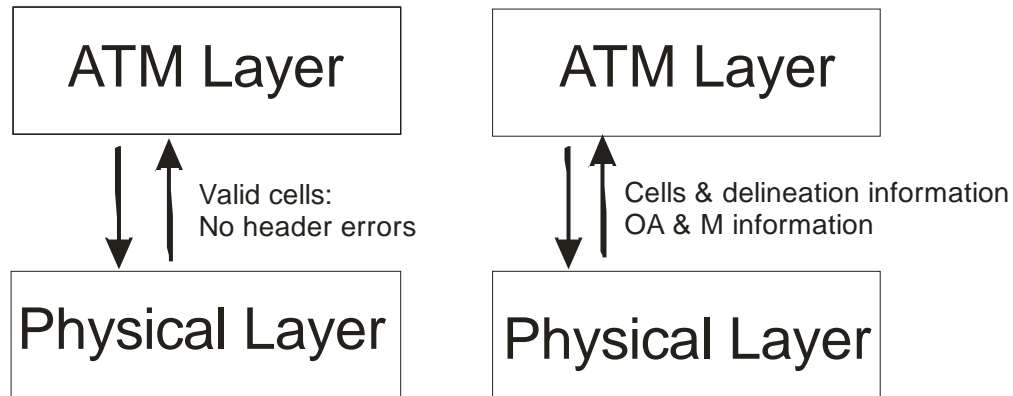 ATM Layer
Valid cells:
No header errors
Physical Layer
ATM Layer
Cells & delineation information
OA & M information
Physical Layer